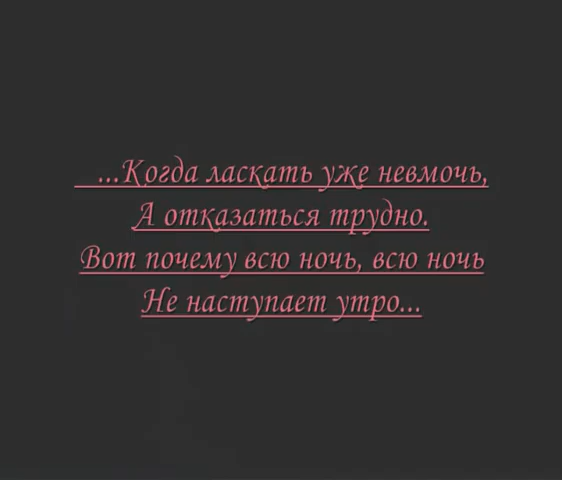 ...Когда ласкать уже невмочь,
А отказаться трудно.
Вот почему всю ночь, всю ночь
Не наступает утро...